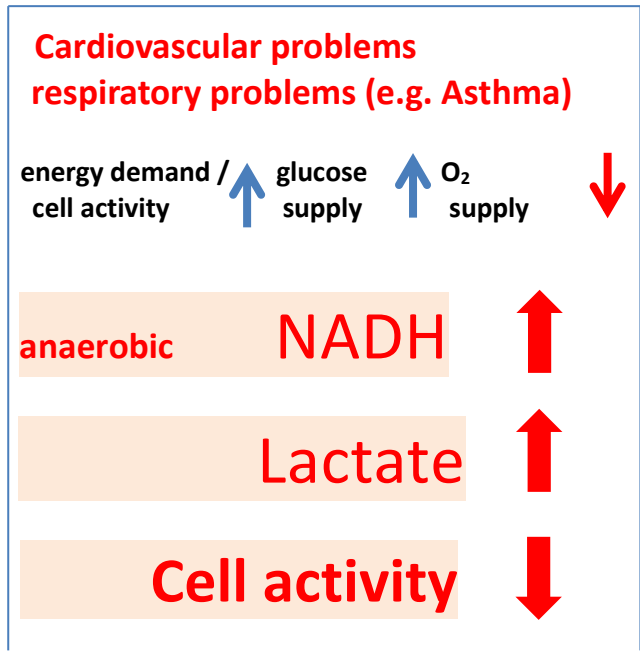 Cardiovascular problems
respiratory problems (e.g. Asthma)
energy demand / glucose O₂
cell activity supply supply
anaerobic NADH
Lactate
Cell activity